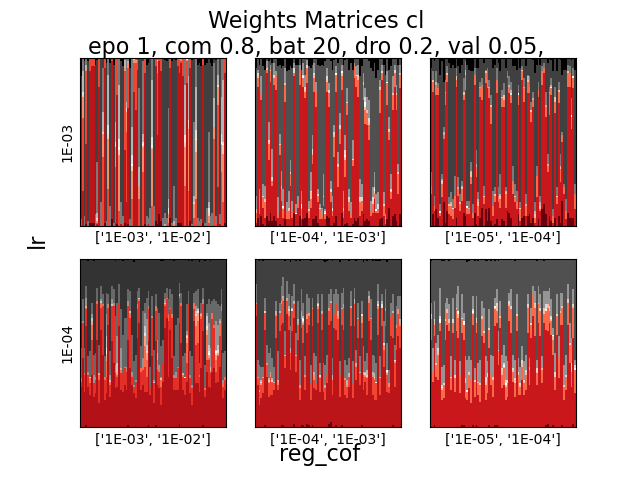 Weights Matrices cl
epo 1, com 0.8, bat 20, dro 0.2, val 0.05,
1E-03
['1E-03', '1E-02']
['1E-04', '1E-03']
['1E-05', '1E-04']
lr
1E-04
['1E-03', '1E-02']
['1E-04', '1E-03']
['1E-05', '1E-04']
reg_cof